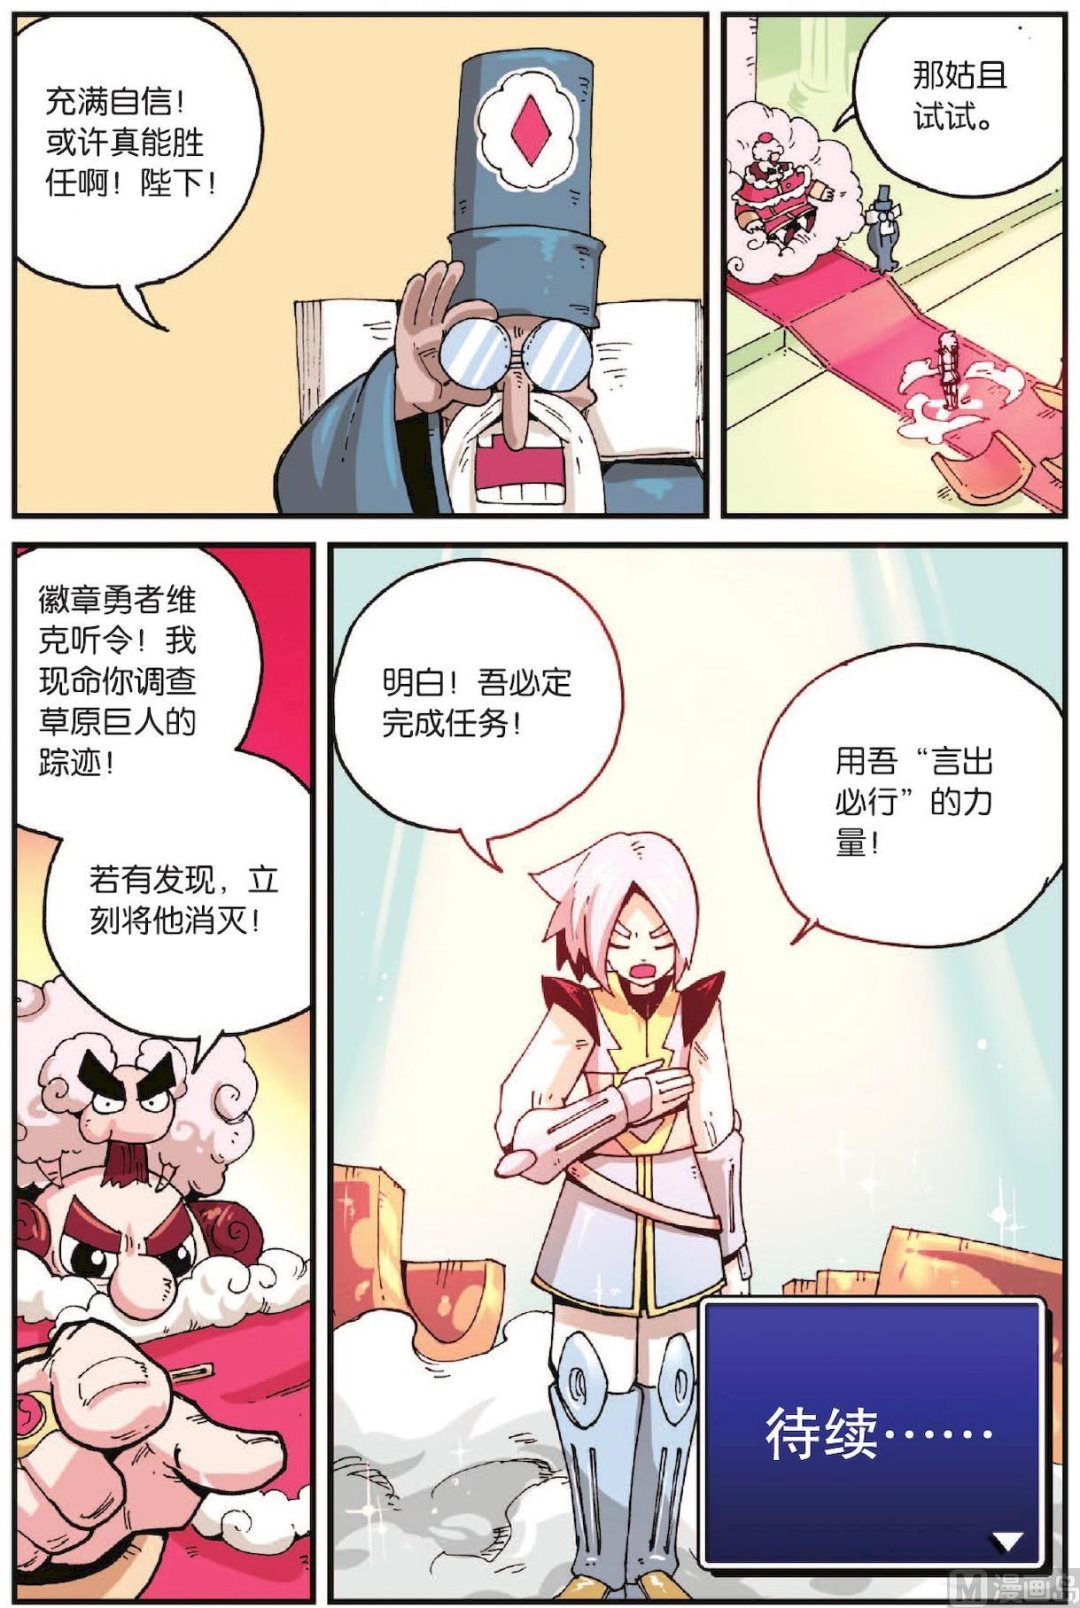 充满自信！
或许真能胜
任啊！陛下！
那姑且
试试。
徽章勇者维
克听令！我
现命你调查
草原巨人的
踪迹！
若有发现，立
刻将他消灭！
明白！吾必定
完成任务！
用吾“言出
必行”的力
量！
待续……
M漫画岛